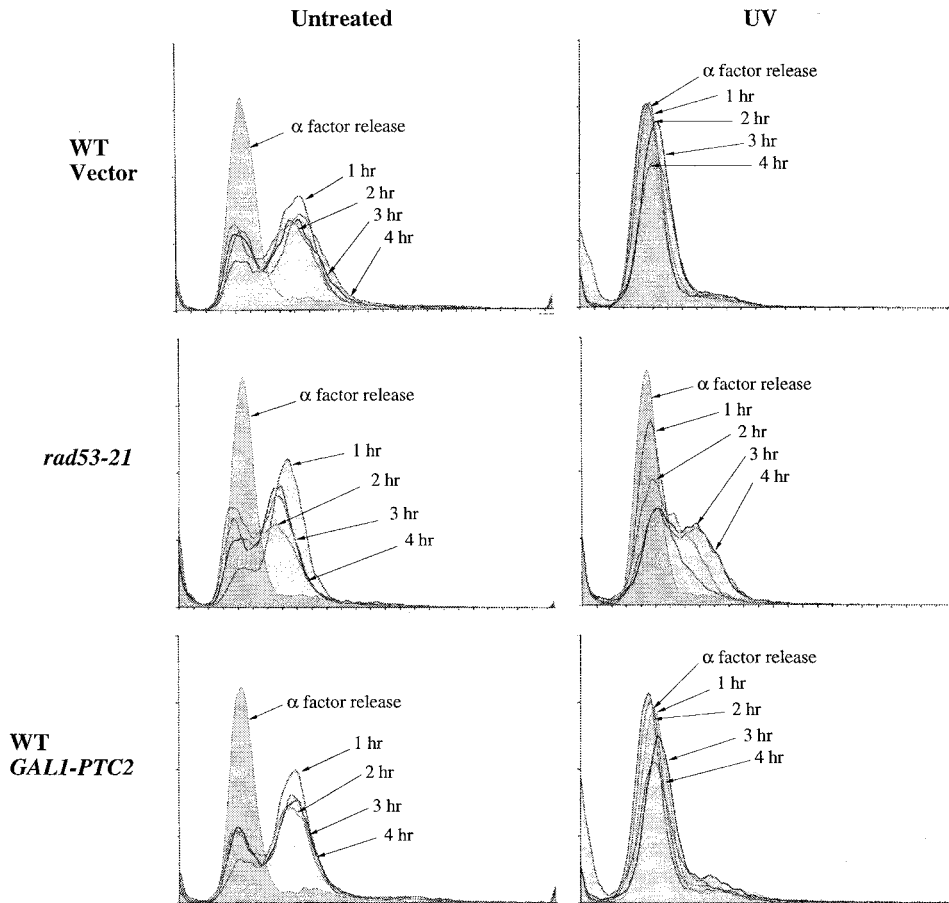 Untreated
UV
WT
Vector
α factor release
1 hr
2 hr
3 hr
4 hr
α factor release
1 hr
2 hr
3 hr
4 hr
rad53-21
α factor release
1 hr
2 hr
3 hr
4 hr
α factor release
1 hr
2 hr
3 hr
4 hr
WT
GAL1-PTC2
α factor release
1 hr
2 hr
3 hr
4 hr
α factor release
1 hr
2 hr
3 hr
4 hr